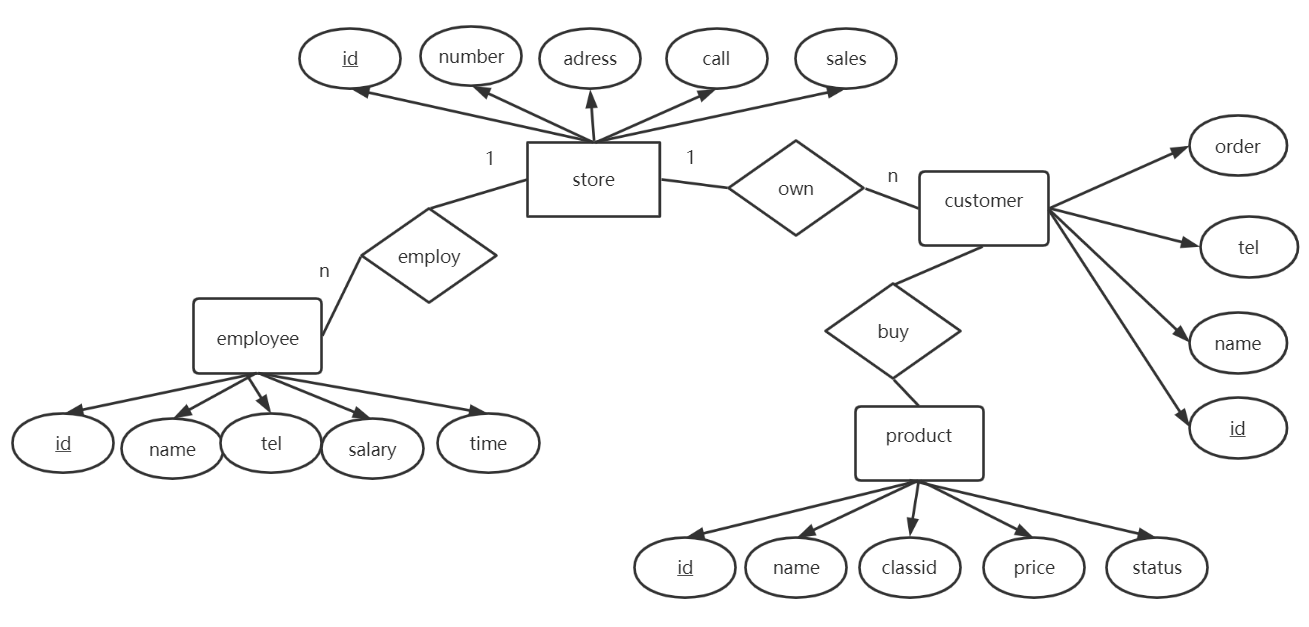 id
number
adress
call
sales
order
1
1
store
own
n
customer
tel
employ
n
buy
employee
name
id
product
id
name
tel
salary
time
id
name
classid
price
status